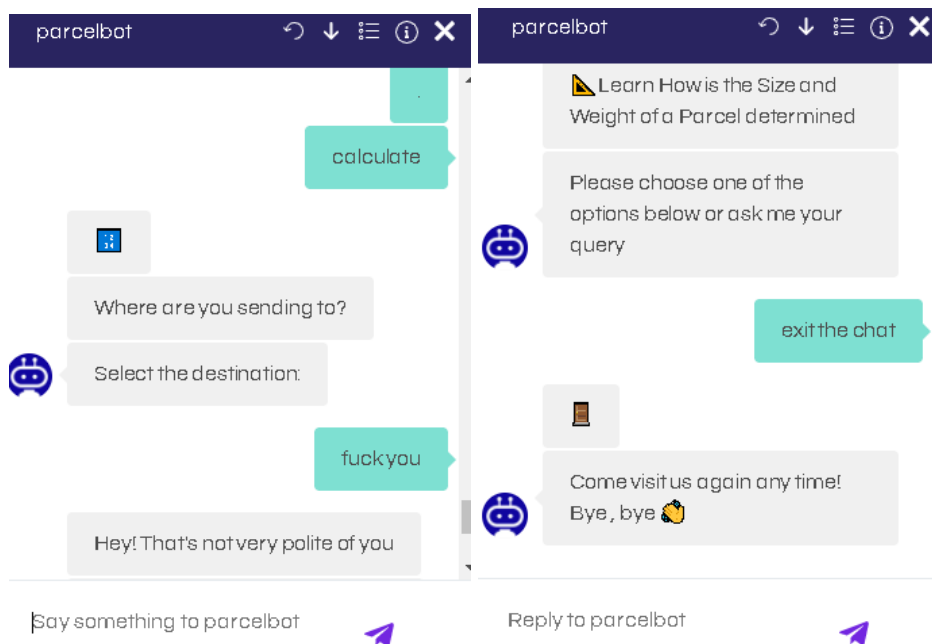 parcelbot
.
calculate
Where are you sending to?
Select the destination:
fuck you
Hey! That's not very polite of you
Say something to parcelbot
parcelbot
📐 Learn How is the Size and
Weight of a Parcel determined
Please choose one of the
options below or ask me your
query
exit the chat
🚪
Come visit us again any time!
Bye, bye 👋
Reply to parcelbot